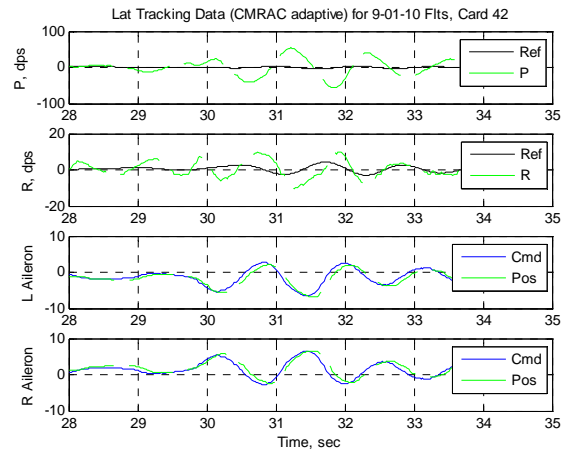 Lat Tracking Data (CMRAC adaptive) for 9-01-10 Flts, Card 42
100
0
-100
P, dps
Ref
P
28 29 30 31 32 33 34 35
20
0
-20
R, dps
Ref
R
28 29 30 31 32 33 34 35
10
0
-10
L Aileron
Cmd
Pos
28 29 30 31 32 33 34 35
10
0
-10
R Aileron
Cmd
Pos
28 29 30 31 32 33 34 35
Time, sec